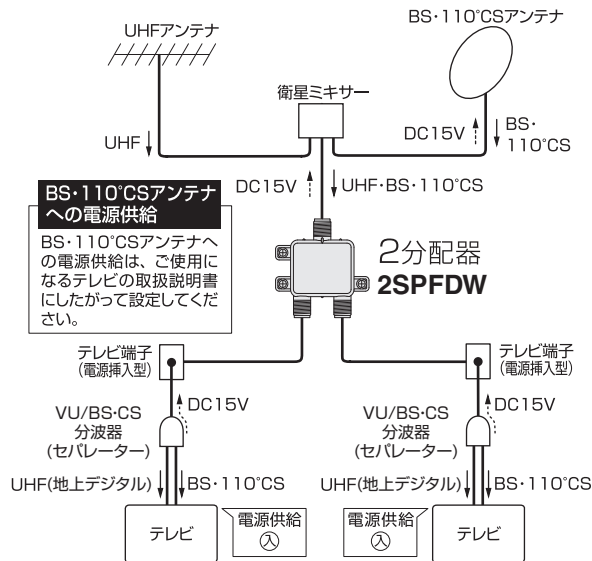 UHFアンテナ
BS・110°CSアンテナ
衛星ミキサー
UHF
DC15V
BS・
110°CS
DC15V
UHF・BS・110°CS
BS・110°CSアンテナ
への電源供給
BS・110°CSアンテナへ
の電源供給は、ご使用に
なるテレビの取扱説明書
にしたがって設定してくだ
さい。
2分配器
2SPFDW
テレビ端子
(電源挿入型)
テレビ端子
(電源挿入型)
DC15V
VU/BS・CS
分波器
(セパレーター)
DC15V
VU/BS・CS
分波器
(セパレーター)
UHF(地上デジタル)
BS・110°CS
UHF(地上デジタル)
BS・110°CS
テレビ
電源供給
入
電源供給
入
テレビ